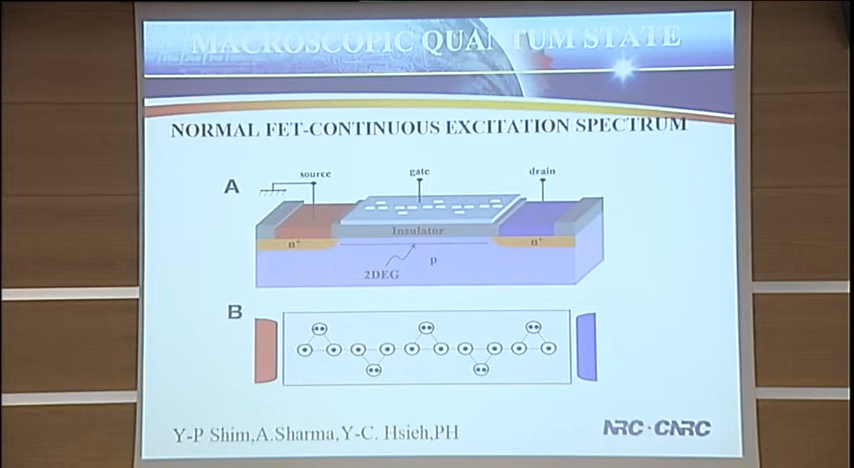 MACROSCOPIC QUANTUM STATE
NORMAL FET-CONTINUOUS EXCITATION SPECTRUM
A
source
gate
drain
Insulator
n+
n+
p
2DEG
B
Y-P Shim,A.Sharma,Y-C. Hsieh,PH
NRC·CNRC